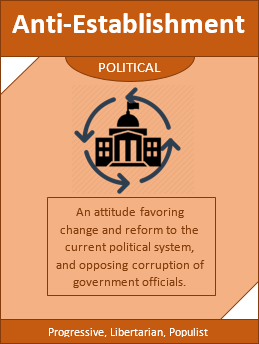 Anti-Establishment
POLITICAL
An attitude favoring
change and reform to the
current political system,
and opposing corruption of
government officials.
Progressive, Libertarian, Populist